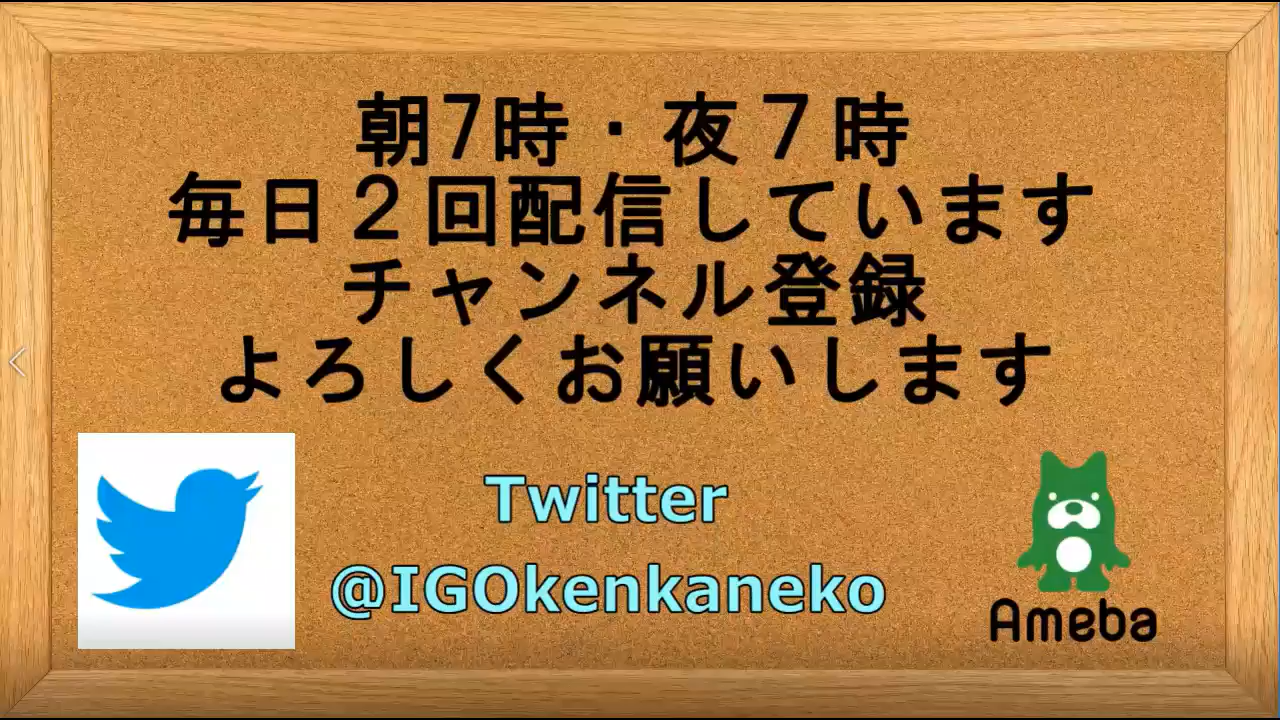 朝7時・夜７時
毎日２回配信しています
チャンネル登録
よろしくお願いします
Twitter
@IGOkenkaneko
Ameba